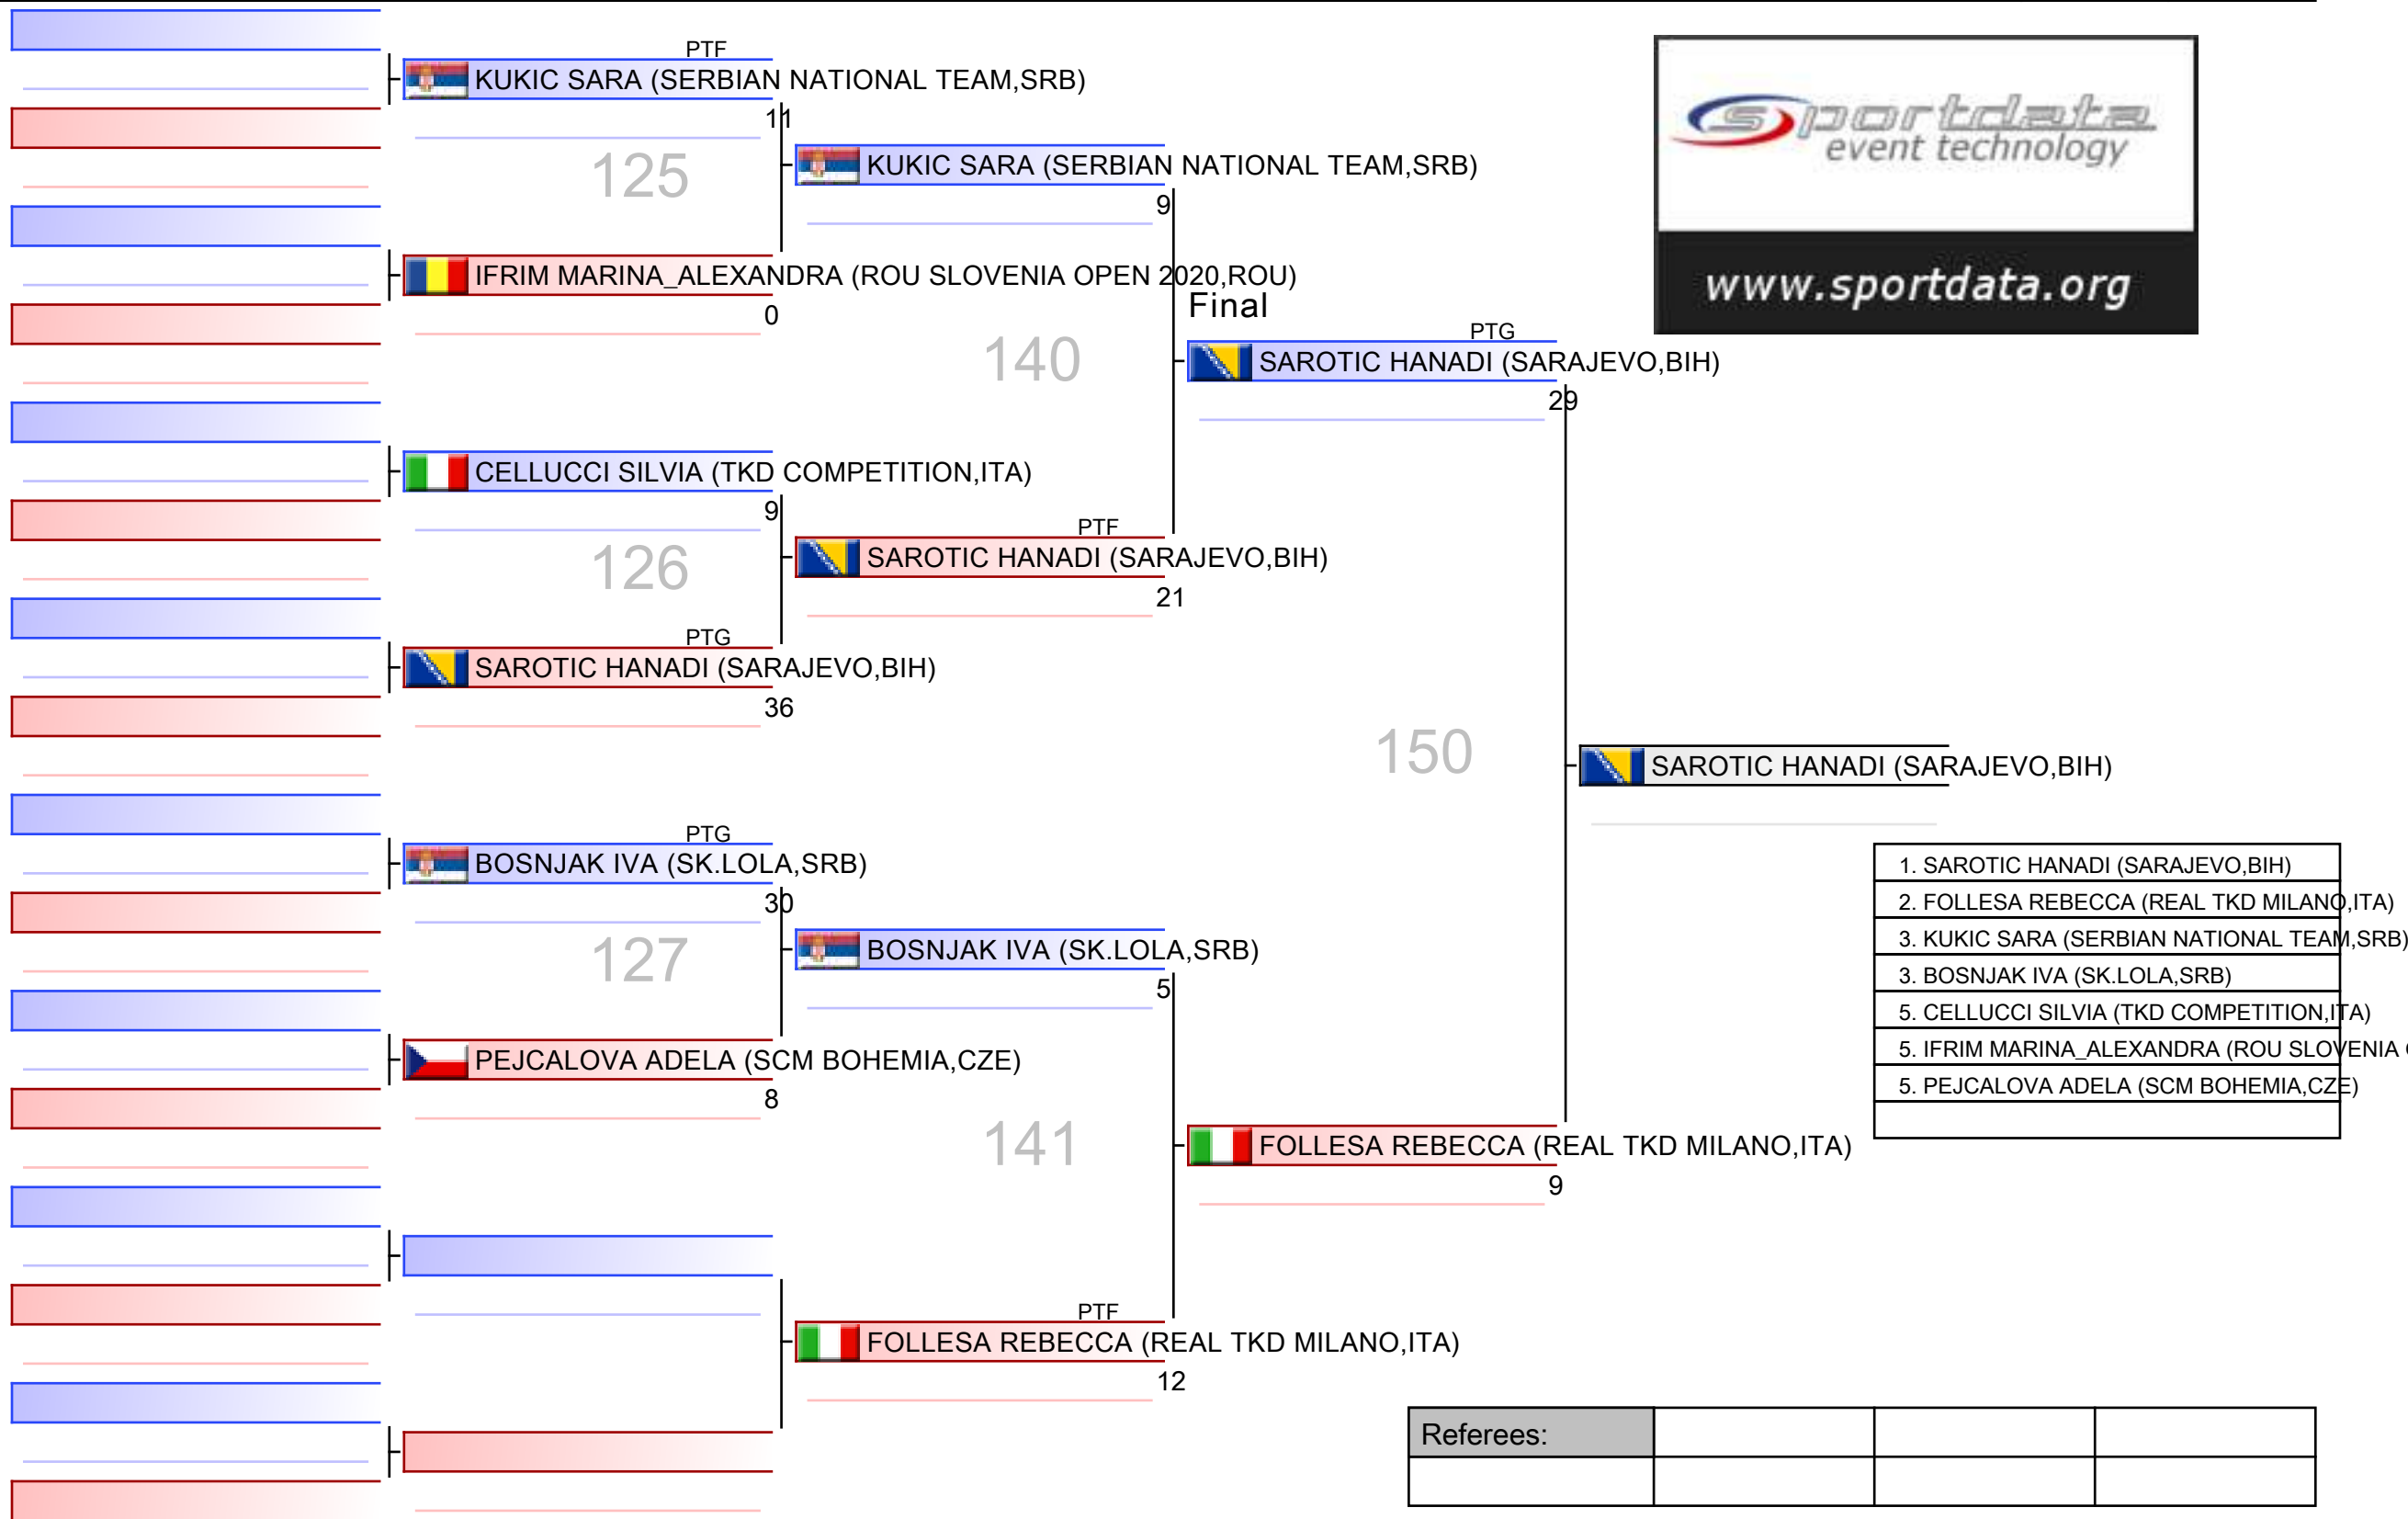 PTF
KUKIC SARA (SERBIAN NATIONAL TEAM,SRB)
11
125
IFRIM MARINA_ALEXANDRA (ROU SLOVENIA OPEN 2020,ROU)
0
CELLUCCI SILVIA (TKD COMPETITION,ITA)
9
126
PTG
SAROTIC HANADI (SARAJEVO,BIH)
36
PTG
BOSNJAK IVA (SK.LOLA,SRB)
30
127
PEJCALOVA ADELA (SCM BOHEMIA,CZE)
8
KUKIC SARA (SERBIAN NATIONAL TEAM,SRB)
9
140
PTF
SAROTIC HANADI (SARAJEVO,BIH)
21
BOSNJAK IVA (SK.LOLA,SRB)
5
141
PTF
FOLLESA REBECCA (REAL TKD MILANO,ITA)
12
Final
PTG
SAROTIC HANADI (SARAJEVO,BIH)
29
150
FOLLESA REBECCA (REAL TKD MILANO,ITA)
9
SAROTIC HANADI (SARAJEVO,BIH)
sportdata
event technology
www.sportdata.org
1. SAROTIC HANADI (SARAJEVO,BIH)
2. FOLLESA REBECCA (REAL TKD MILANO,ITA)
3. KUKIC SARA (SERBIAN NATIONAL TEAM,SRB)
3. BOSNJAK IVA (SK.LOLA,SRB)
5. CELLUCCI SILVIA (TKD COMPETITION,ITA)
5. IFRIM MARINA_ALEXANDRA (ROU SLOVENIA
5. PEJCALOVA ADELA (SCM BOHEMIA,CZE)
Referees: